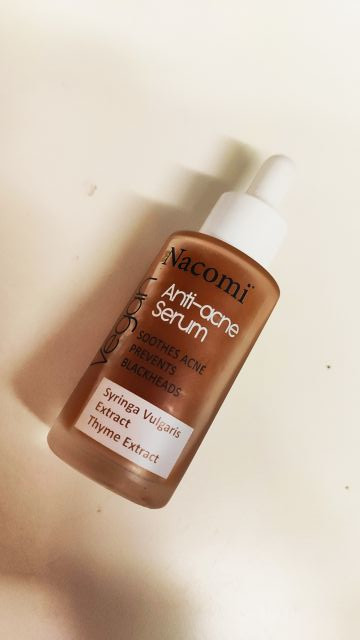 Nacomi
Anti-acne
Serum
SOOTHES ACNE
PREVENTS
BLACKHEADS
Syringa Vulgaris
Extract
Thyme Extract
Vegan